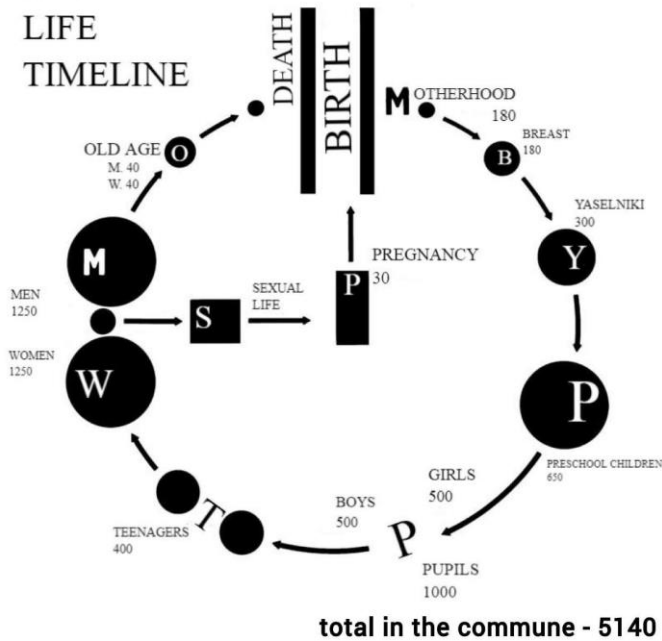 LIFE
TIMELINE
DEATH
BIRTH
MOTHERHOOD
180
B
BREAST
180
YASELNIKI
300
Y
P
PRESCHOOL CHILDREN
650
GIRLS
500
BOYS
500
P
PUPILS
1000
T
TEENAGERS
400
W
WOMEN
1250
MEN
1250
M
OLD AGE
M. 40
W. 40
O
S
SEXUAL
LIFE
P
PREGNANCY
30
total in the commune - 5140